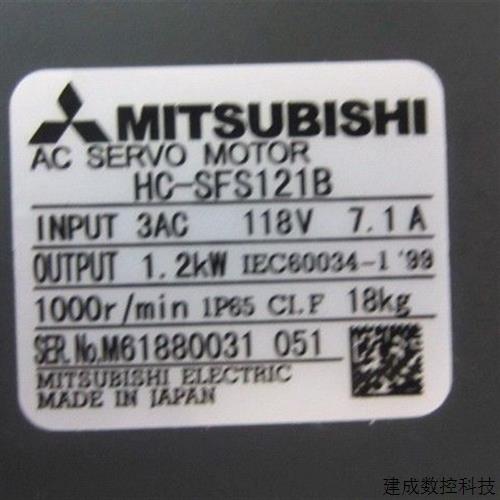 MITSUBISHI
AC SERVO MOTOR
HC-SFS121B
INPUT 3AC 118V 7.1A
OUTPUT 1.2kW IEC60034-1 '99
1000r/min IP65 CI.F 18kg
SER.No.M61880031 051
MITSUBISHI ELECTRIC
MADE IN JAPAN
建成数控科技